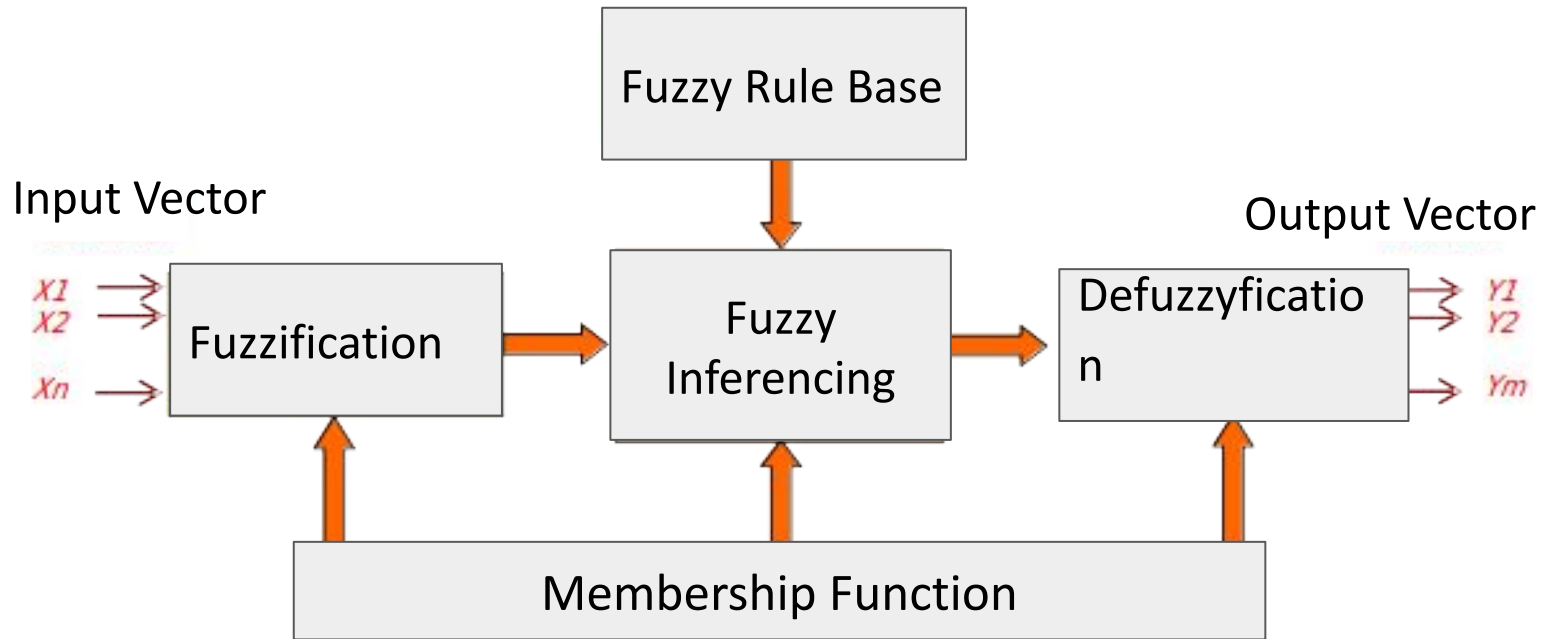 Fuzzy Rule Base
Input Vector
Output Vector
X1
X2
Xn
Fuzzification
Fuzzy
Inferencing
Defuzzyficatio
n
Y1
Y2
Ym
Membership Function